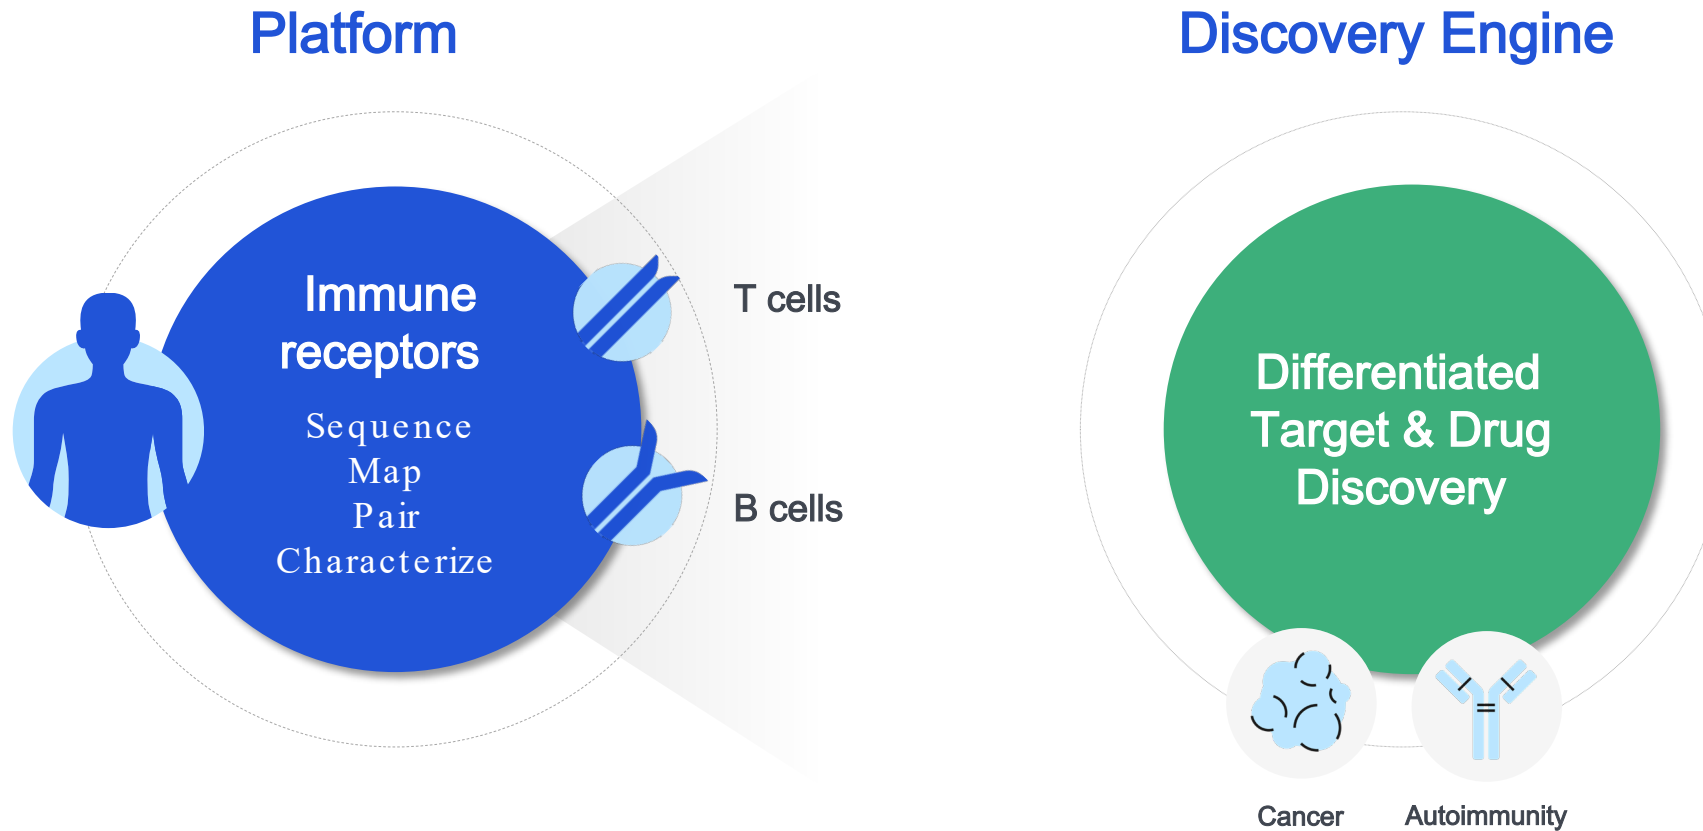 Platform
Discovery Engine
Immune
receptors
Sequence
Map
Pair
Characterize
T cells
B cells
Differentiated
Target & Drug
Discovery
Cancer
Autoimmunity